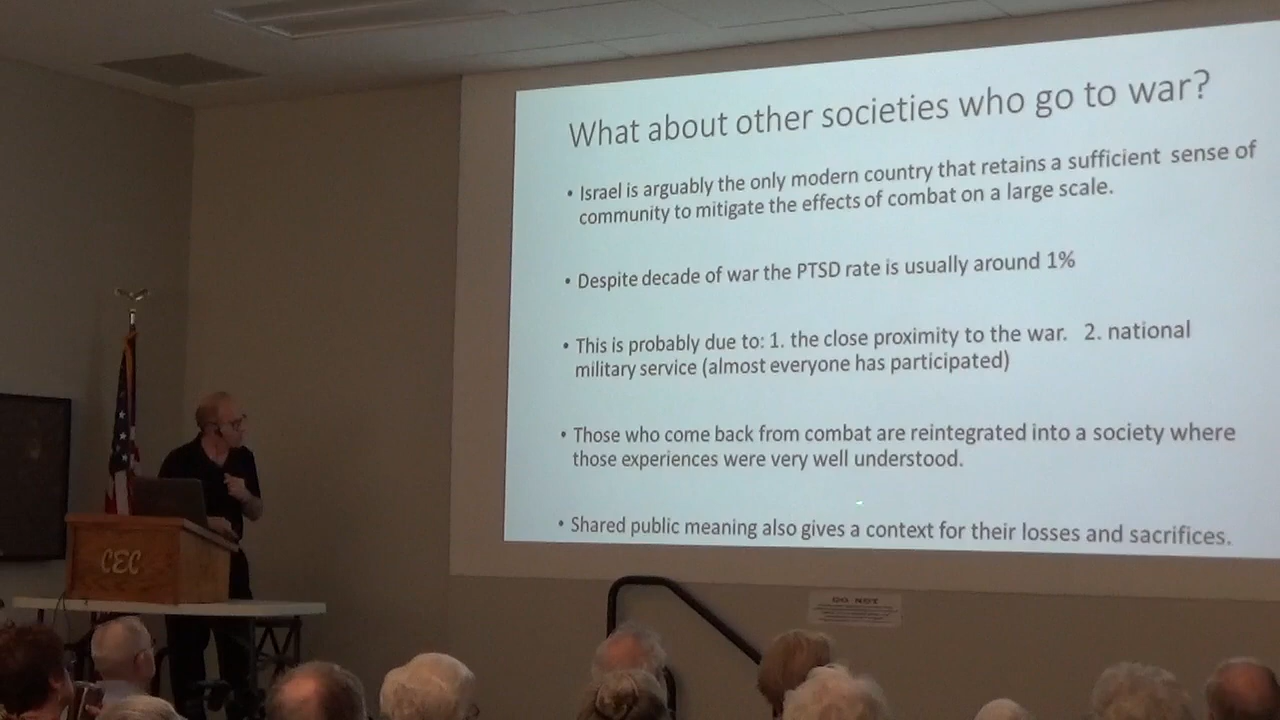 What about other societies who go to war?
• Israel is arguably the only modern country that retains a sufficient sense of
community to mitigate the effects of combat on a large scale.
• Despite decade of war the PTSD rate is usually around 1%
• This is probably due to: 1. the close proximity to the war. 2. national
military service (almost everyone has participated)
• Those who come back from combat are reintegrated into a society where
those experiences were very well understood.
• Shared public meaning also gives a context for their losses and sacrifices.
CEC
DO NOT